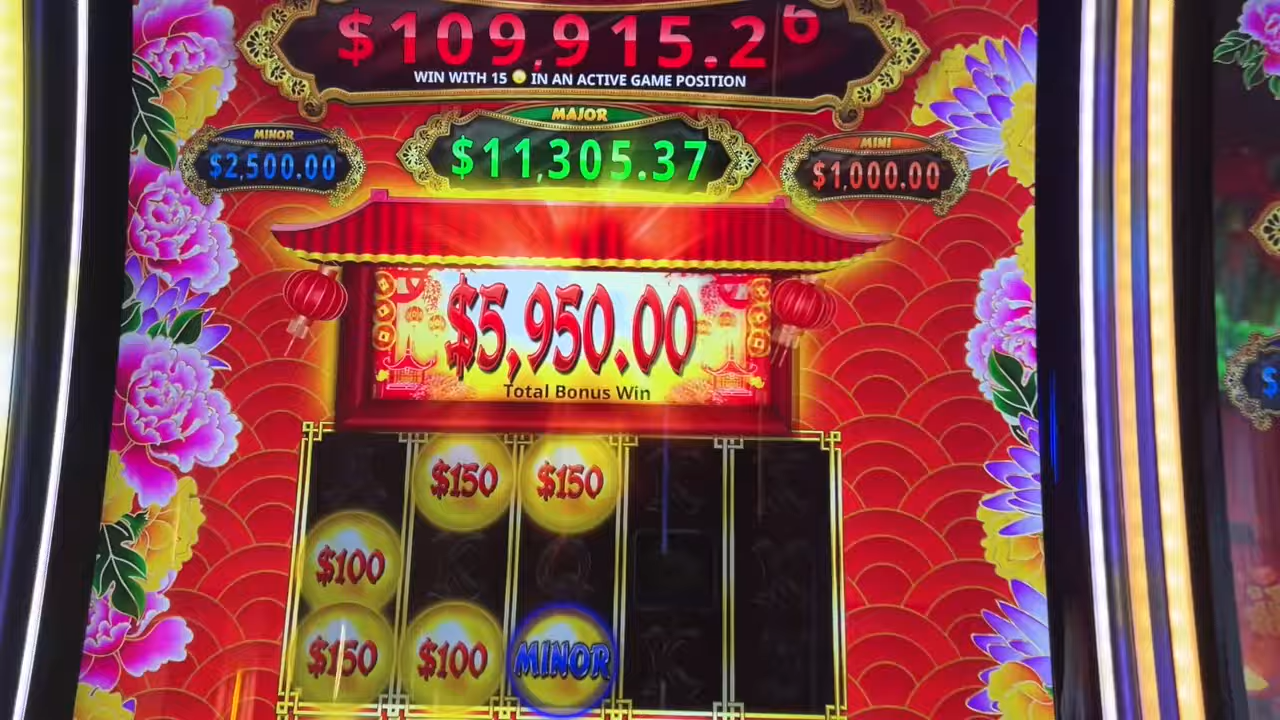 $109,915.26
WIN WITH 15 IN AN ACTIVE GAME POSITION
MINOR
$2,500.00
MAJOR
$11,305.37
MINI
$1,000.00
$5,950.00
Total Bonus Win
$150 $150
$100
$150 $100 MINOR
$